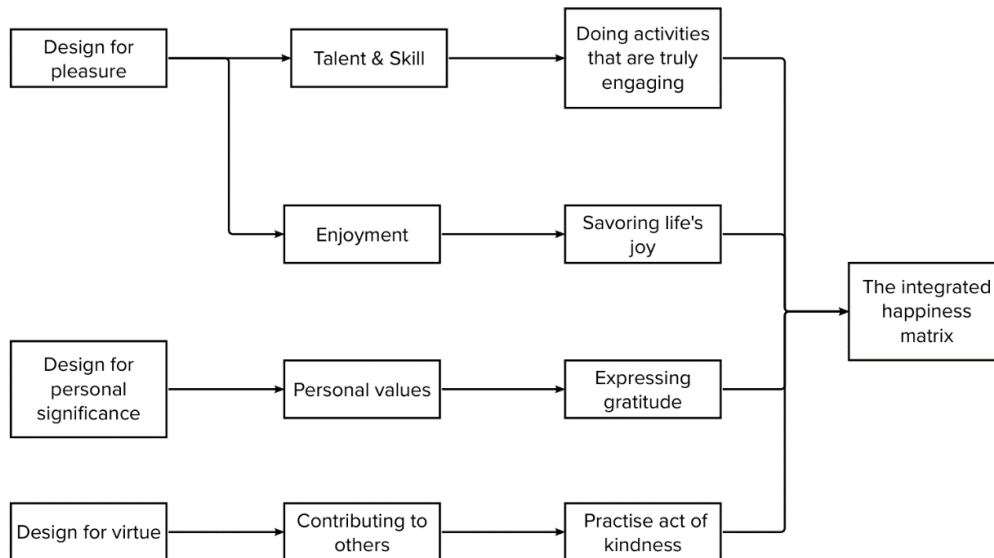 Design for
pleasure
Talent & Skill
Doing activities
that are truly
engaging
Enjoyment
Savoring life's
joy
The integrated
happiness
matrix
Design for
personal
significance
Personal values
Expressing
gratitude
Design for virtue
Contributing to
others
Practise act of
kindness